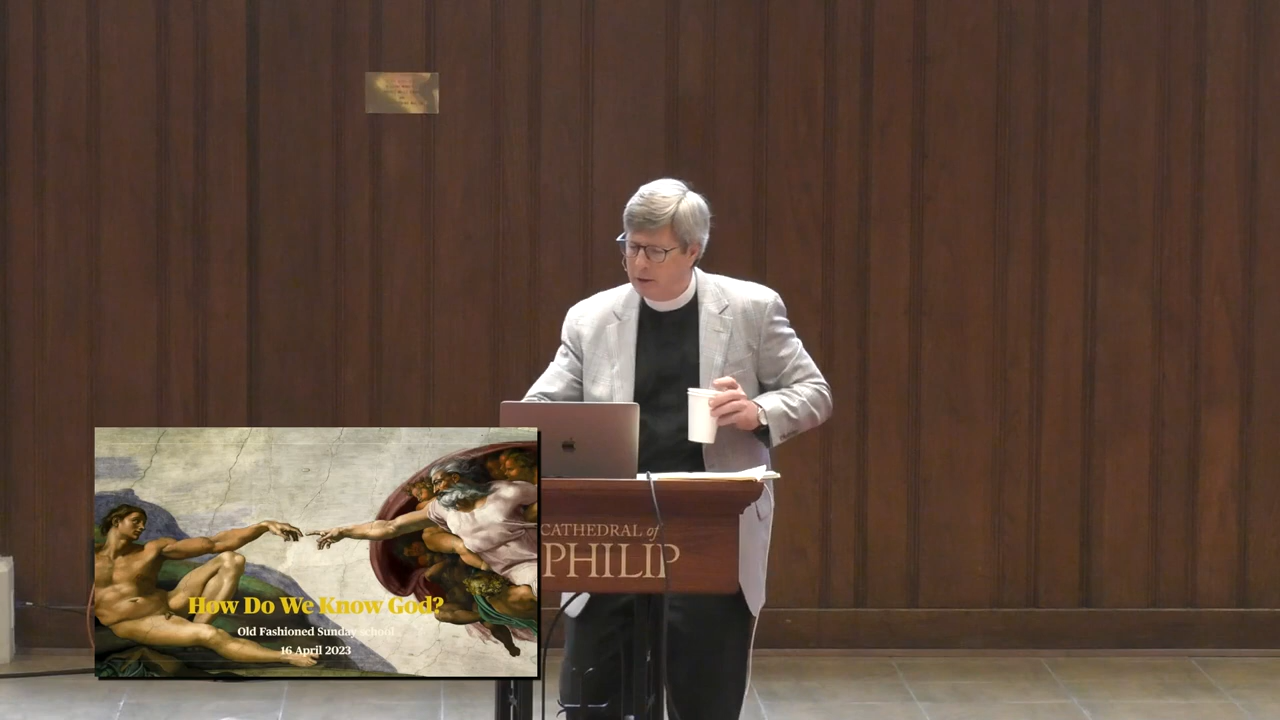 CATHEDRAL of
PHILIP
How Do We Know God?
Old Fashioned Sunday school
16 April 2023